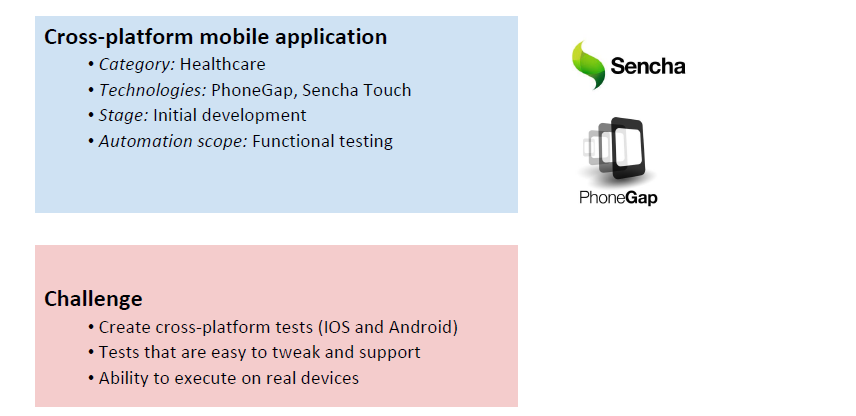 Cross-platform mobile application
• Category: Healthcare
• Technologies: PhoneGap, Sencha Touch
• Stage: Initial development
• Automation scope: Functional testing
Sencha
PhoneGap
Challenge
• Create cross-platform tests (IOS and Android)
• Tests that are easy to tweak and support
• Ability to execute on real devices